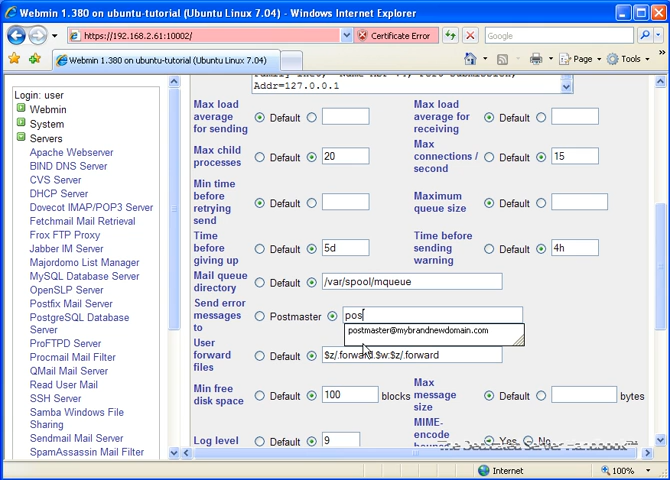 Webmin 1.380 on ubuntu-tutorial (Ubuntu Linux 7.04) - Windows Internet Explorer
https://192.168.2.61:10002/
Certificate Error
Google
Webmin 1.380 on ubuntu-tutorial (Ubuntu Linux 7.04)
Page
Tools
Login: user
Webmin
System
Servers
Apache Webserver
BIND DNS Server
CVS Server
DHCP Server
Dovecot IMAP/POP3 Server
Fetchmail Mail Retrieval
Frox FTP Proxy
Jabber IM Server
Majordomo List Manager
MySQL Database Server
OpenSLP Server
Postfix Mail Server
PostgreSQL Database Server
ProFTPD Server
Procmail Mail Filter
QMail Mail Server
Read User Mail
SSH Server
Samba Windows File Sharing
Sendmail Mail Server
SpamAssassin Mail Filter
Addr=127.0.0.1
Max load average for sending
Default
Max load average for receiving
Default
Max child processes
Default
20
Max connections / second
Default
15
Min time before retrying send
Default
Maximum queue size
Default
Time before giving up
Default
5d
Time before sending warning
Default
4h
Mail queue directory
Default
/var/spool/mqueue
Send error messages to
Postmaster
pos
postmaster@mybrandnewdomain.com
User forward files
Default
$z/.forward.$w:$z/.forward
Min free disk space
Default
100
blocks
Max message size
Default
bytes
Log level
Default
9
MIME-encode
Yes
No
Internet
100%